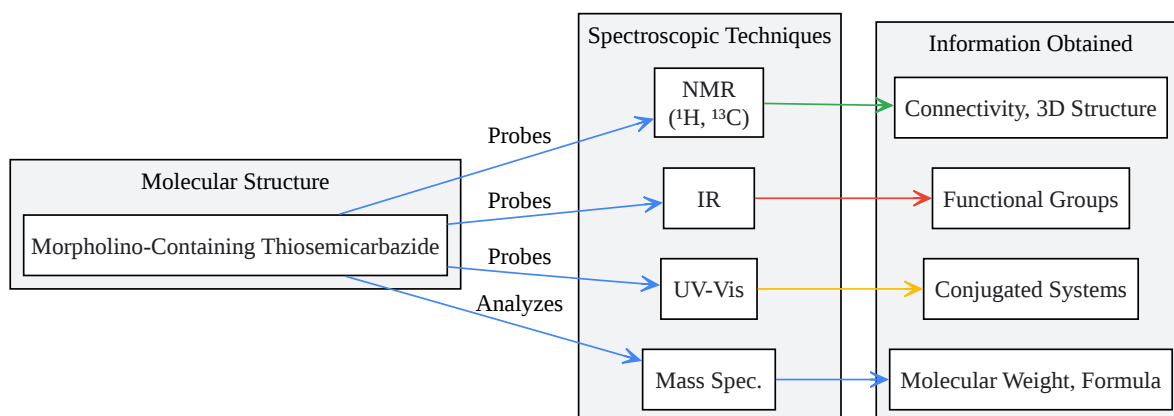 Spectroscopic Techniques
Information Obtained
NMR
(¹H, ¹³C)
Connectivity, 3D Structure
Probes
Molecular Structure
Probes
IR
Functional Groups
Morpholino-Containing Thiosemicarbazide
Probes
UV-Vis
Conjugated Systems
Analyzes
Mass Spec.
Molecular Weight, Formula